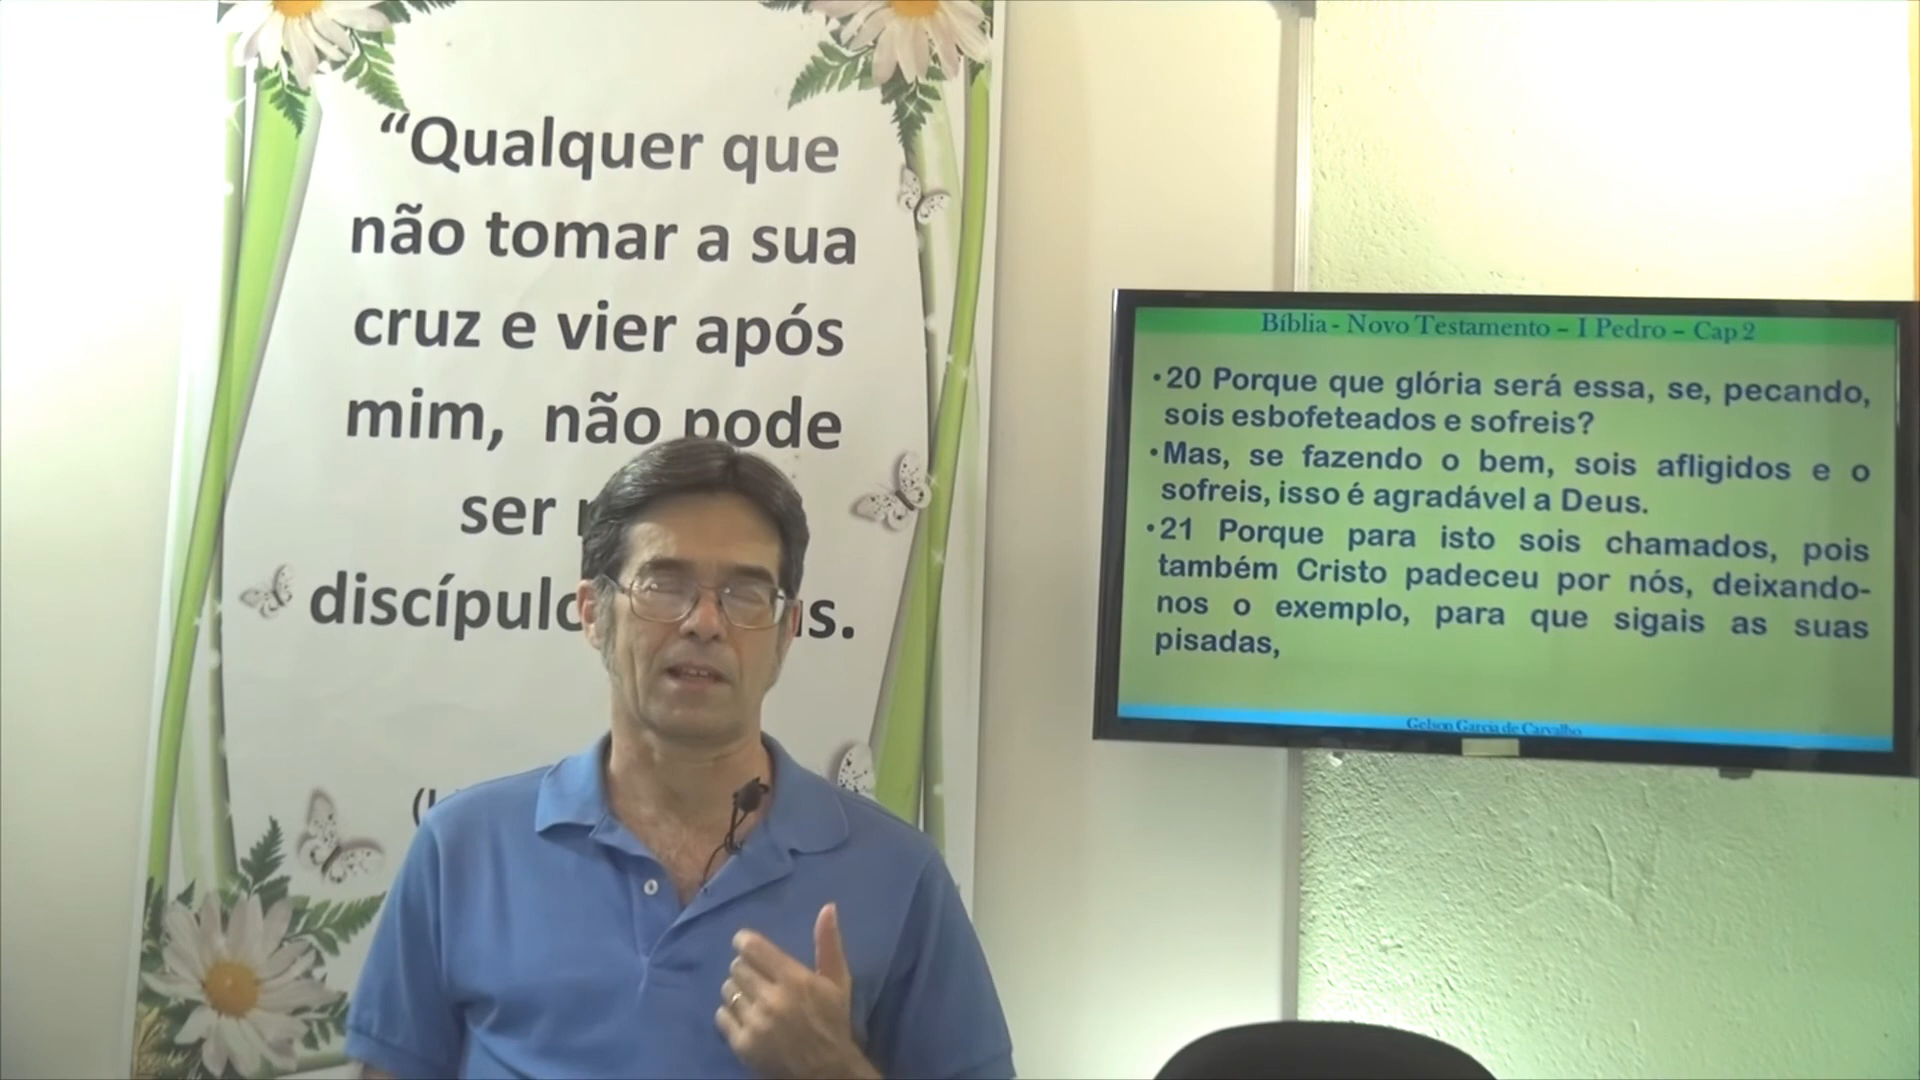 “Qualquer que
não tomar a sua
cruz e vier após
mim, não pode
ser
Bíblia - Novo Testamento – I Pedro – Cap 2
•20 Porque que glória será essa, se, pecando,
sois esbofeteados e sofreis?
•Mas, se fazendo o bem, sois afligidos e o
sofreis, isso é agradável a Deus.
•21 Porque para isto sois chamados, pois
também Cristo padeceu por nós, deixando-
nos o exemplo, para que sigais as suas
pisadas,
Gelson Garcia de Carvalho